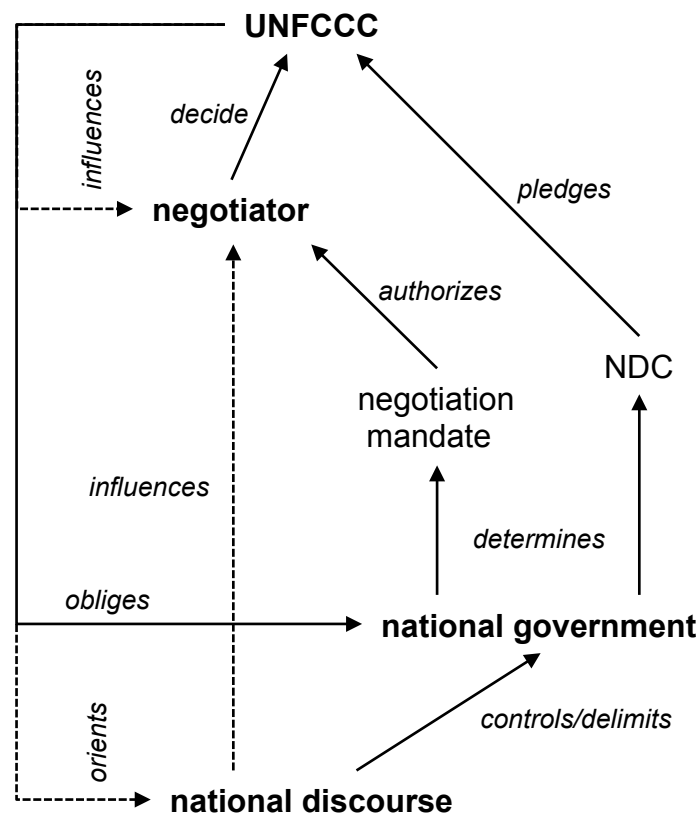 UNFCCC
influences
decide
pledges
negotiator
authorizes
NDC
negotiation
mandate
influences
determines
obliges
national government
orients
controls/delimits
national discourse